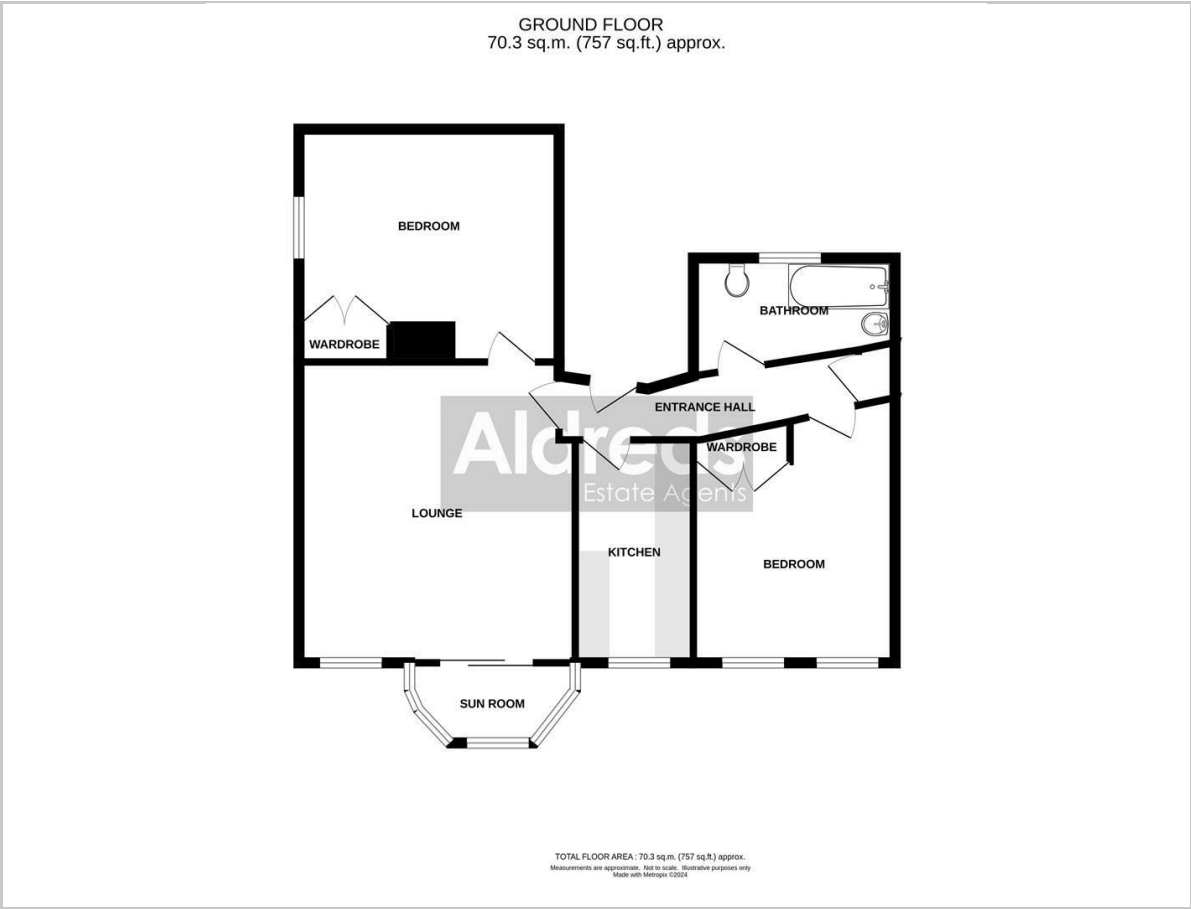 GROUND FLOOR
70.3 sq.m. (757 sq.ft.) approx.
BEDROOM
WARDROBE
BATHROOM
ENTRANCE HALL
Aldreds
Estate Agents
WARDROBE
LOUNGE
KITCHEN
BEDROOM
SUN ROOM
TOTAL FLOOR AREA : 70.3 sq.m. (757 sq.ft.) approx.
Measurements are approximate. Not to scale. Illustrative purposes only
Made with Metropix ©2024